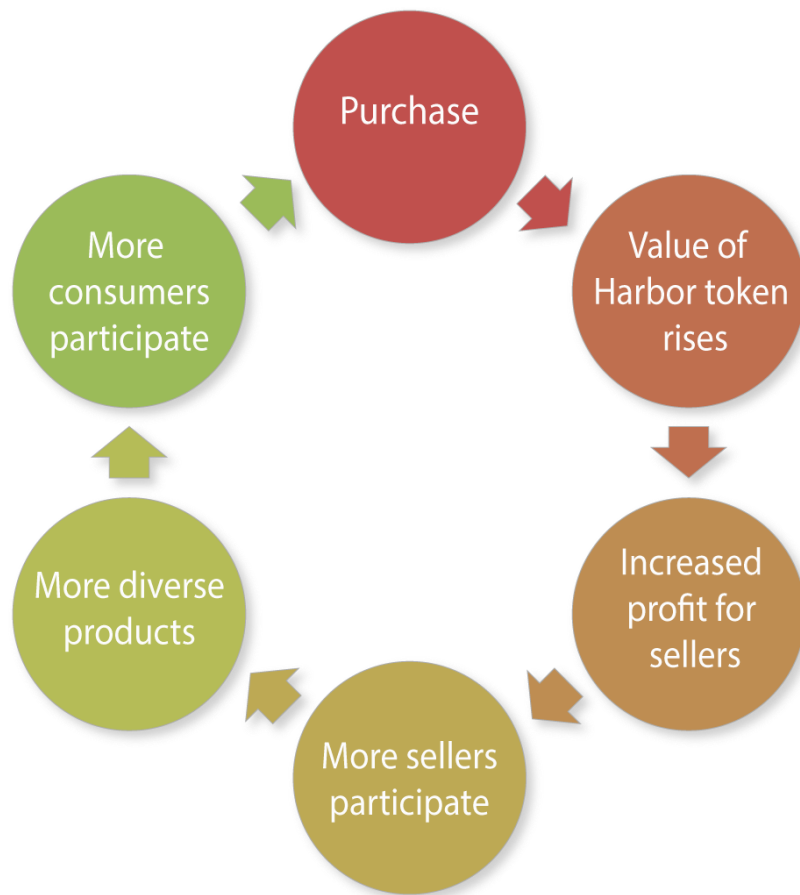 Purchase
Value of
Harbor token
rises
Increased
profit for
sellers
More sellers
participate
More diverse
products
More
consumers
participate